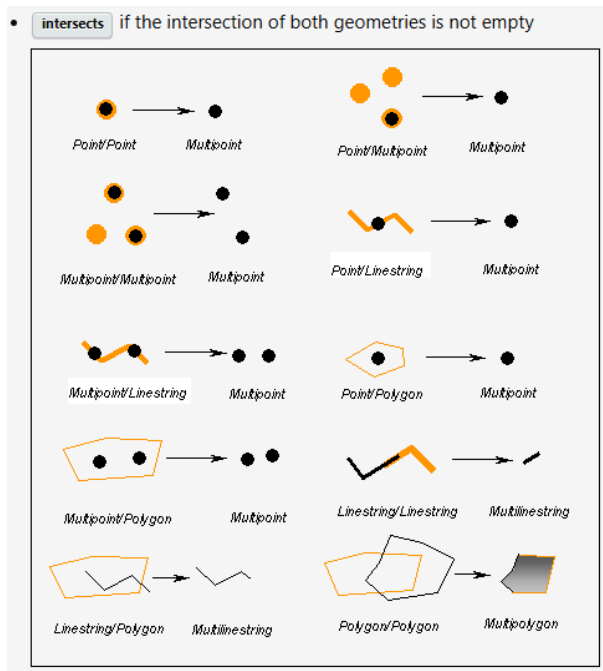 • intersects if the intersection of both geometries is not empty
Point/Point Multipoint
Point/Multipoint Multipoint
Multipoint/Multipoint Multipoint
Point/Linestring Multipoint
Multipoint/Linestring Multipoint
Point/Polygon Multipoint
Multipoint/Polygon Multipoint
Linestring/Linestring Multilinestring
Linestring/Polygon Multilinestring
Polygon/Polygon Multipolygon